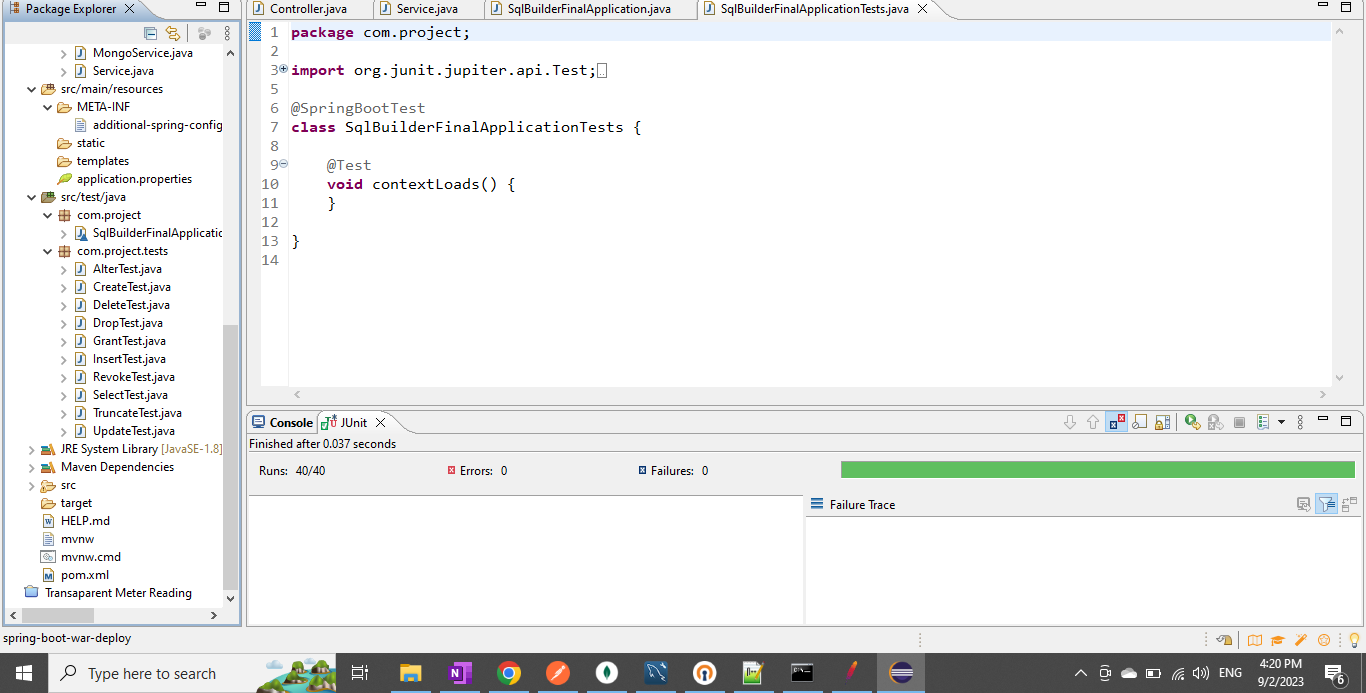 Package Explorer
MongoService.java
Service.java
src/main/resources
META-INF
additional-spring-config
static
templates
application.properties
src/test/java
com.project
SqlBuilderFinalApplicatic
com.project.tests
AlterTest.java
CreateTest.java
DeleteTest.java
DropTest.java
GrantTest.java
InsertTest.java
RevokeTest.java
SelectTest.java
TruncateTest.java
UpdateTest.java
JRE System Library [JavaSE-1.8]
Maven Dependencies
src
target
HELP.md
mvnw
mvnw.cmd
pom.xml
Transaparent Meter Reading
Controller.java Service.java SqlBuilderFinalApplication.java SqlBuilderFinalApplicationTests.java
1 package com.project;
2
3 import org.junit.jupiter.api.Test;
5
6 @SpringBootTest
7 class SqlBuilderFinalApplicationTests {
8
9 @Test
10 void contextLoads() {
11 }
12
13 }
14
Console JUnit
Finished after 0.037 seconds
Runs: 40/40 Errors: 0 Failures: 0
Failure Trace
spring-boot-war-deploy
Type here to search
ENG
4:20 PM
9/2/2023
6